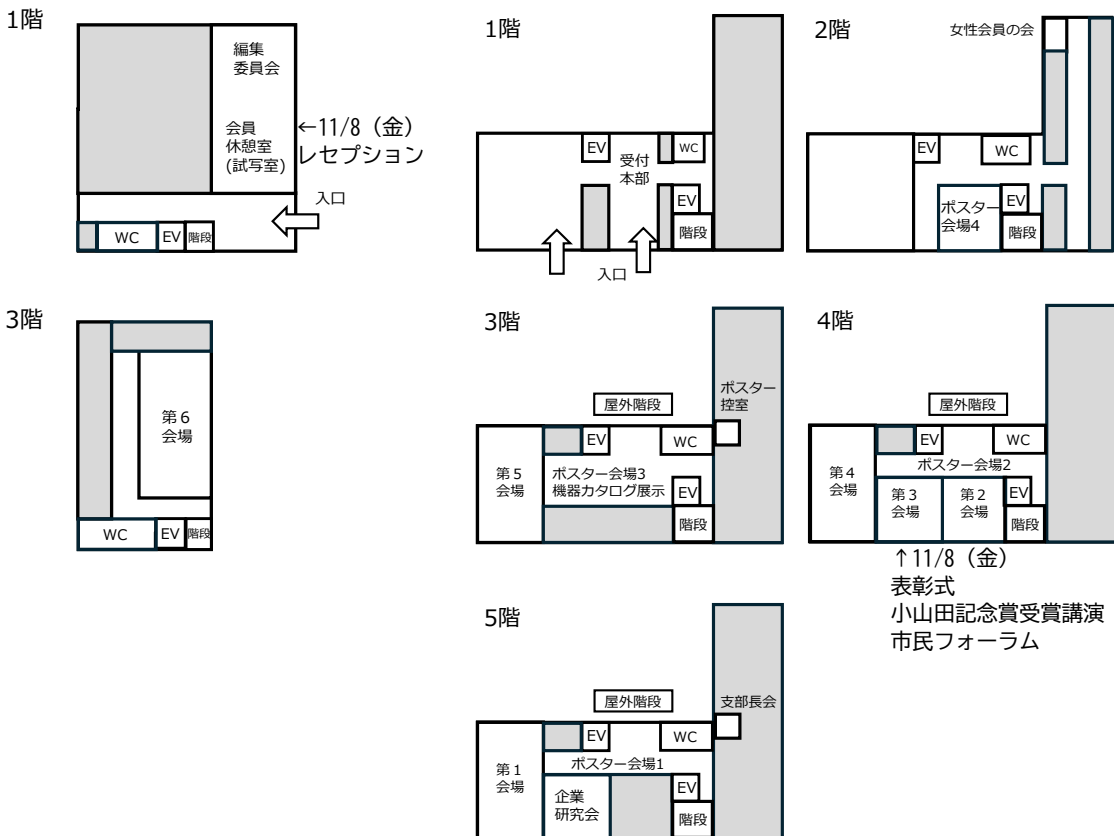 1階
編集
委員会
会員
休憩室
(試写室)
←11/8（金）
レセプション
入口
WC
EV
階段
1階
EV
WC
受付
本部
EV
階段
入口
2階
女性会員の会
EV
WC
ポスター
会場4
EV
階段
3階
第６
会場
WC
EV
階段
3階
屋外階段
ポスター
控室
EV
WC
第５
会場
ポスター会場3
機器カタログ展示
EV
階段
4階
屋外階段
EV
WC
ポスター会場2
第４
会場
第３
会場
第２
会場
EV
階段
↑11/8（金）
表彰式
小山田記念賞受賞講演
市民フォーラム
5階
屋外階段
支部長会
EV
WC
ポスター会場1
第１
会場
企業
研究会
EV
階段